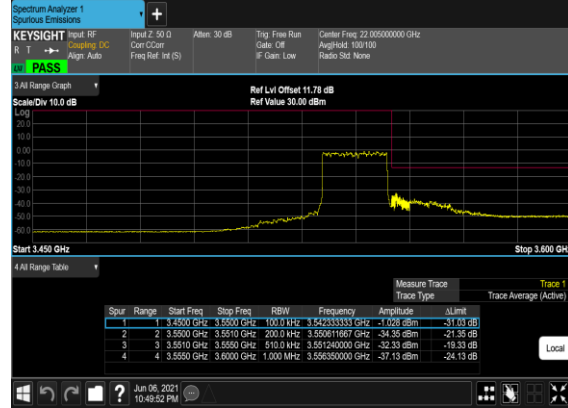 Spectrum Analyzer 1
Spurious Emissions
KEYSIGHT Input: RF Input Z: 50 Ω Atten: 30 dB Trig: Free Run Center Freq: 22.005000000 GHz
R T Coupling: DC Corr CCorr Gate: Off Avg|Hold: 100/100
Align: Auto Freq Ref: Int (S) IF Gain: Low Radio Std: None
LU PASS
3 All Range Graph
Ref Lvl Offset 11.78 dB
Scale/Div 10.0 dB Ref Value 30.00 dBm
Log
20.0
10.0
0.00
-10.0
-20.0
-30.0
-40.0
-50.0
-60.0
Start 3.450 GHz Stop 3.600 GH
4 All Range Table
Measure Trace Trace 1
Trace Type Trace Average (Active)
Spur Range Start Freq Stop Freq RBW Frequency Amplitude ΔLimit
1 1 3.4500 GHz 3.5500 GHz 100.0 kHz 3.542333333 GHz -1.028 dBm -31.03 dB
2 2 3.5500 GHz 3.5510 GHz 200.0 kHz 3.550611667 GHz -34.35 dBm -21.35 dB
3 3 3.5510 GHz 3.5550 GHz 510.0 kHz 3.551240000 GHz -32.33 dBm -19.33 dB
4 4 3.5550 GHz 3.6000 GHz 1.000 MHz 3.556350000 GHz -37.13 dBm -24.13 dB
Local
Jun 06, 2021
10:49:52 PM